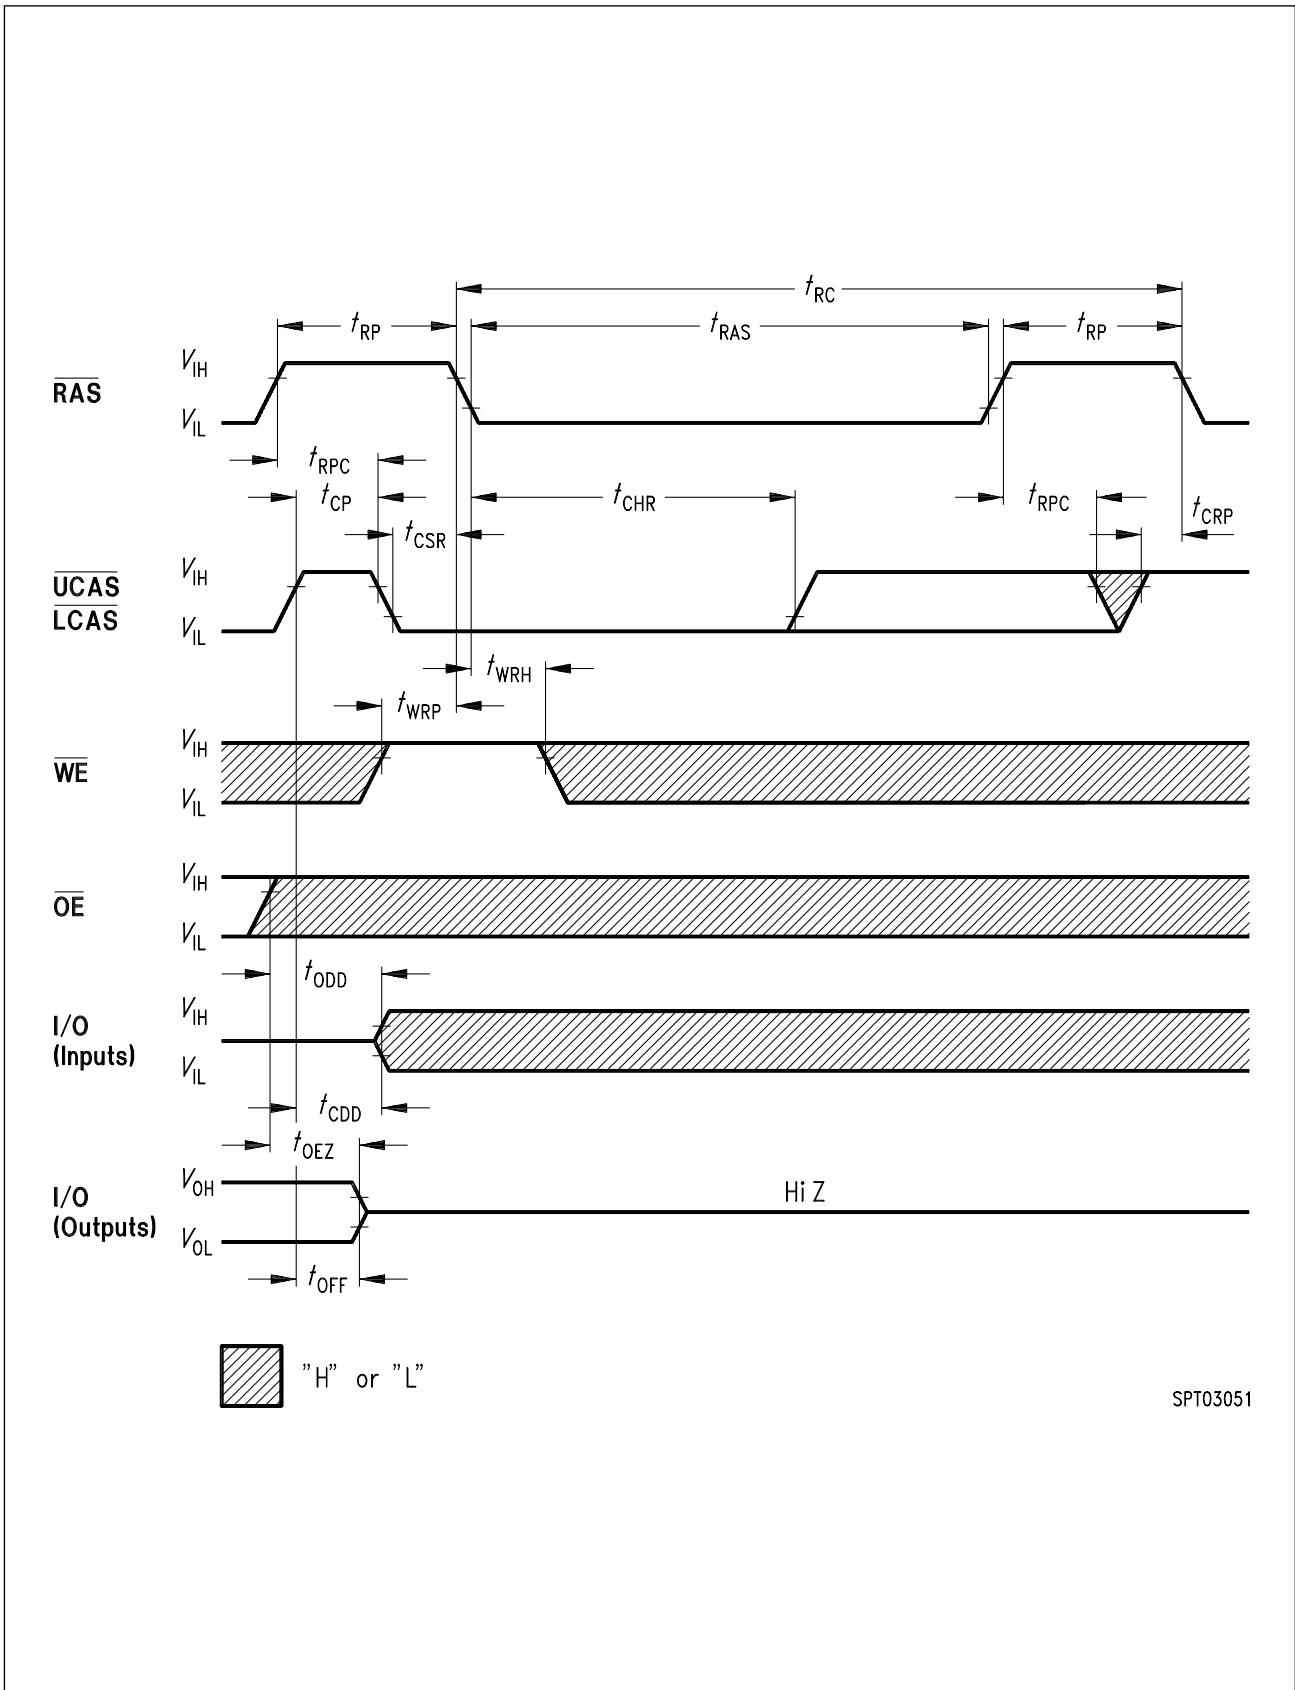 tRC
tRP tRAS tRP
VIH
RAS
VIL
tRPC
tCP tCHR tRPC tCRP
tCSR
VIH
UCAS
LCAS
VIL
tWRH
tWRP
VIH
WE
VIL
VIH
OE
VIL
tODD
VIH
I/O
(Inputs)
VIL
tCDD
tOEZ
VOH
I/O
(Outputs)
VOL
Hi Z
tOFF
"H" or "L"
SPT03051